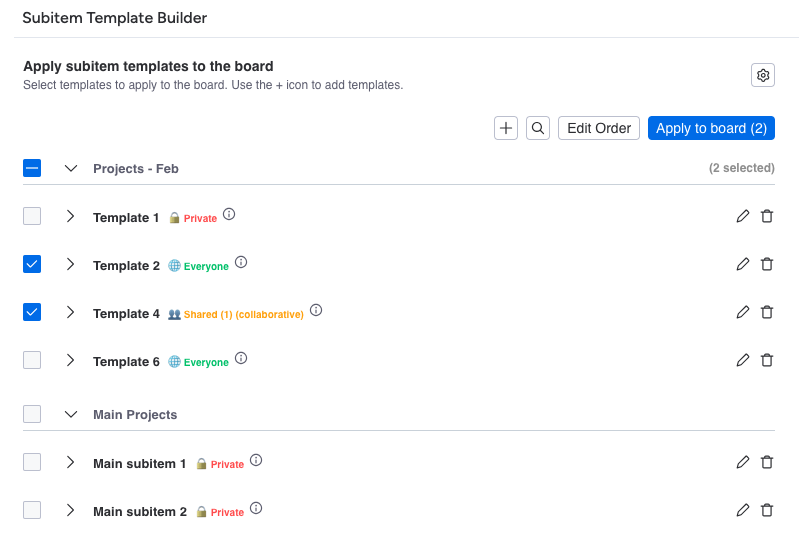 Subitem Template Builder
Apply subitem templates to the board
Select templates to apply to the board. Use the + icon to add templates.
Edit Order
Apply to board (2)
Projects - Feb
(2 selected)
Template 1 Private
Template 2 Everyone
Template 4 Shared (1) (collaborative)
Template 6 Everyone
Main Projects
Main subitem 1 Private
Main subitem 2 Private